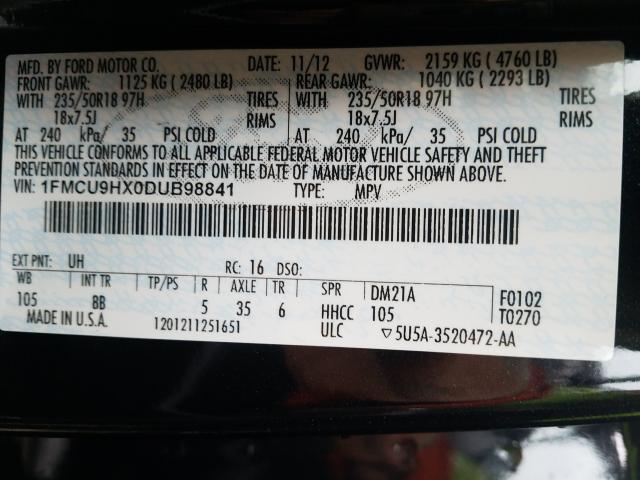 MFD. BY FORD MOTOR CO. DATE: 11/12 GVWR: 2159 KG ( 4760 LB)
FRONT GAWR: 1125 KG ( 2480 LB) REAR GAWR: 1040 KG ( 2293 LB)
WITH 235/50R18 97H TIRES WITH 235/50R18 97H TIRES
18x7.5J RIMS 18x7.5J RIMS
AT 240 kPa/ 35 PSI COLD AT 240 kPa/ 35 PSI COLD
THIS VEHICLE CONFORMS TO ALL APPLICABLE FEDERAL MOTOR VEHICLE SAFETY AND THEFT
PREVENTION STANDARDS IN EFFECT ON THE DATE OF MANUFACTURE SHOWN ABOVE.
VIN: 1FMCU9HX0DUB98841 TYPE: MPV
EXT PNT: UH RC: 16 DSO:
WB INT TR TP/PS R AXLE TR SPR DM21A F0102
105 BB 5 35 6 HHCC 105 T0270
MADE IN U.S.A. 1201211251651 ULC ▽5U5A-3520472-AA